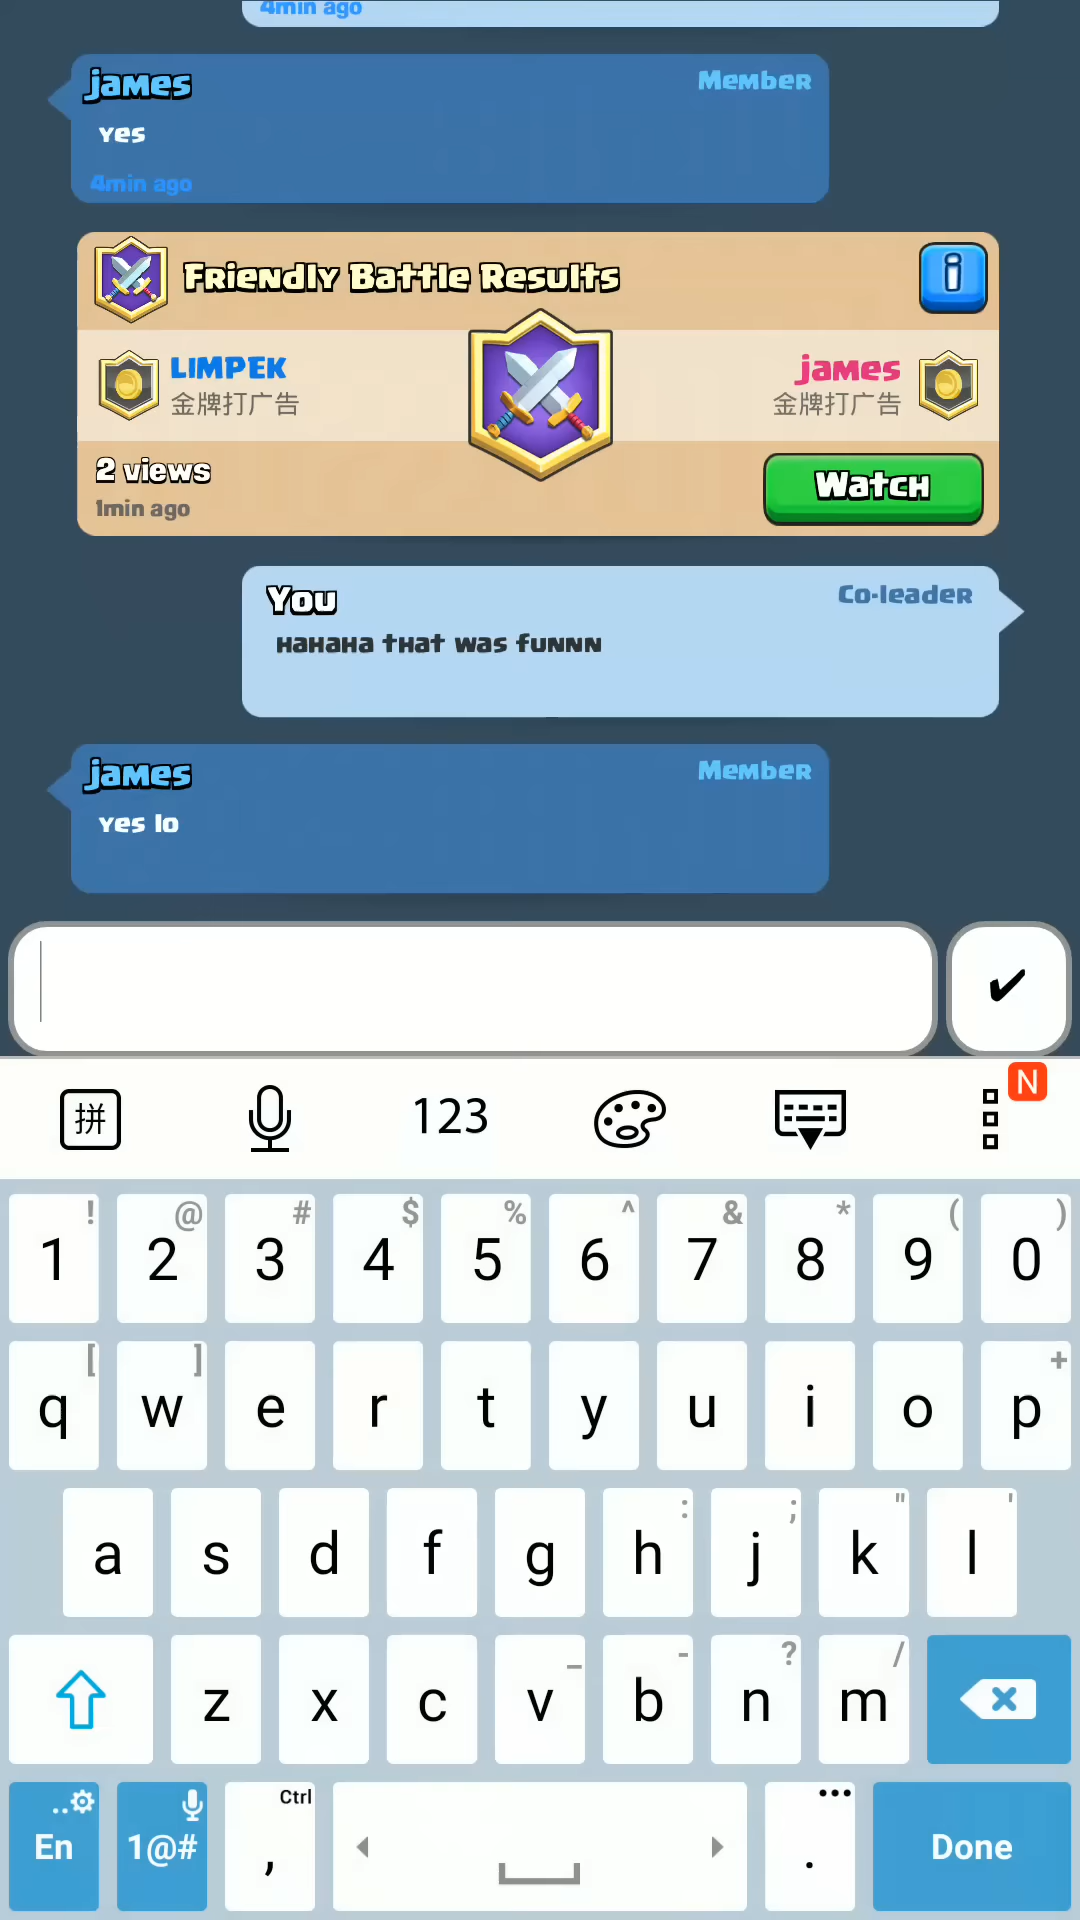 4min ago
james
Member
yes
4min ago
Friendly Battle Results
i
LIMPEK
james
金牌打广告
金牌打广告
2 views
1min ago
Watch
You
Co-leader
hahaha that was funnn
james
Member
yes lo
拼
123
N
! @ # $ % ^ & * ( )
1 2 3 4 5 6 7 8 9 0
[ ] +
q w e r t y u i o p
: ; " '
a s d f g h j k l
_ - ? /
z x c v b n m
Ctrl
En 1@# , . Done